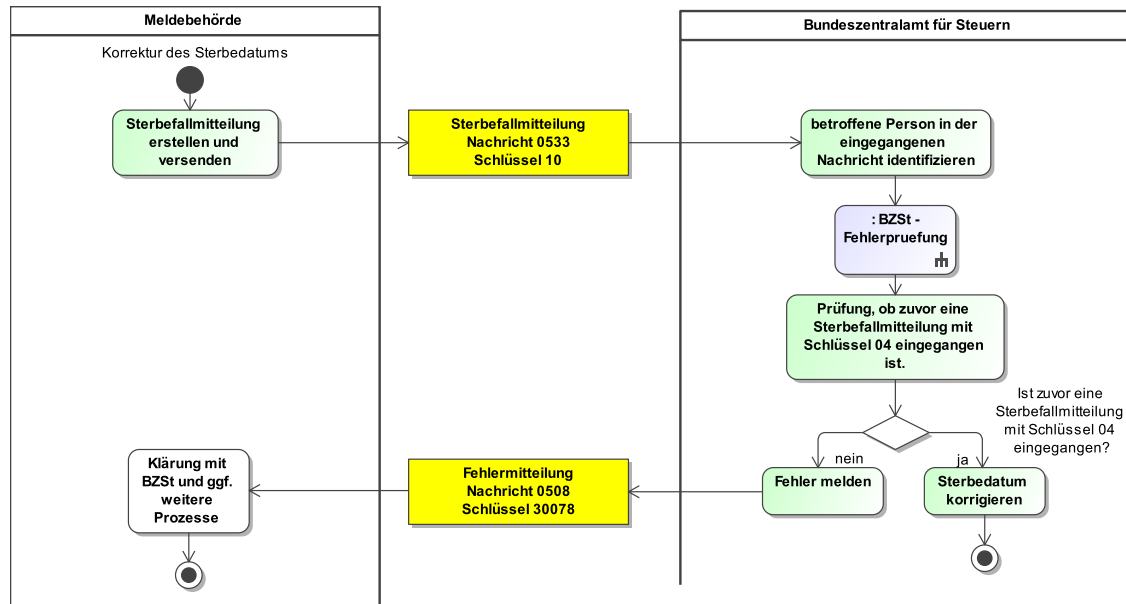 Meldebehörde
Bundeszentralamt für Steuern
Korrektur des Sterbedatums
Sterbefallmitteilung
erstellen und
versenden
Sterbefallmitteilung
Nachricht 0533
Schlüssel 10
betroffene Person in der
eingegangenen
Nachricht identifizieren
: BZSt -
Fehlerpruefung
Prüfung, ob zuvor eine
Sterbefallmitteilung mit
Schlüssel 04 eingegangen
ist.
Ist zuvor eine
Sterbefallmitteilung
mit Schlüssel 04
eingegangen?
nein
ja
Fehler melden
Sterbedatum
korrigieren
Fehlermitteilung
Nachricht 0508
Schlüssel 30078
Klärung mit
BZSt und ggf.
weitere
Prozesse